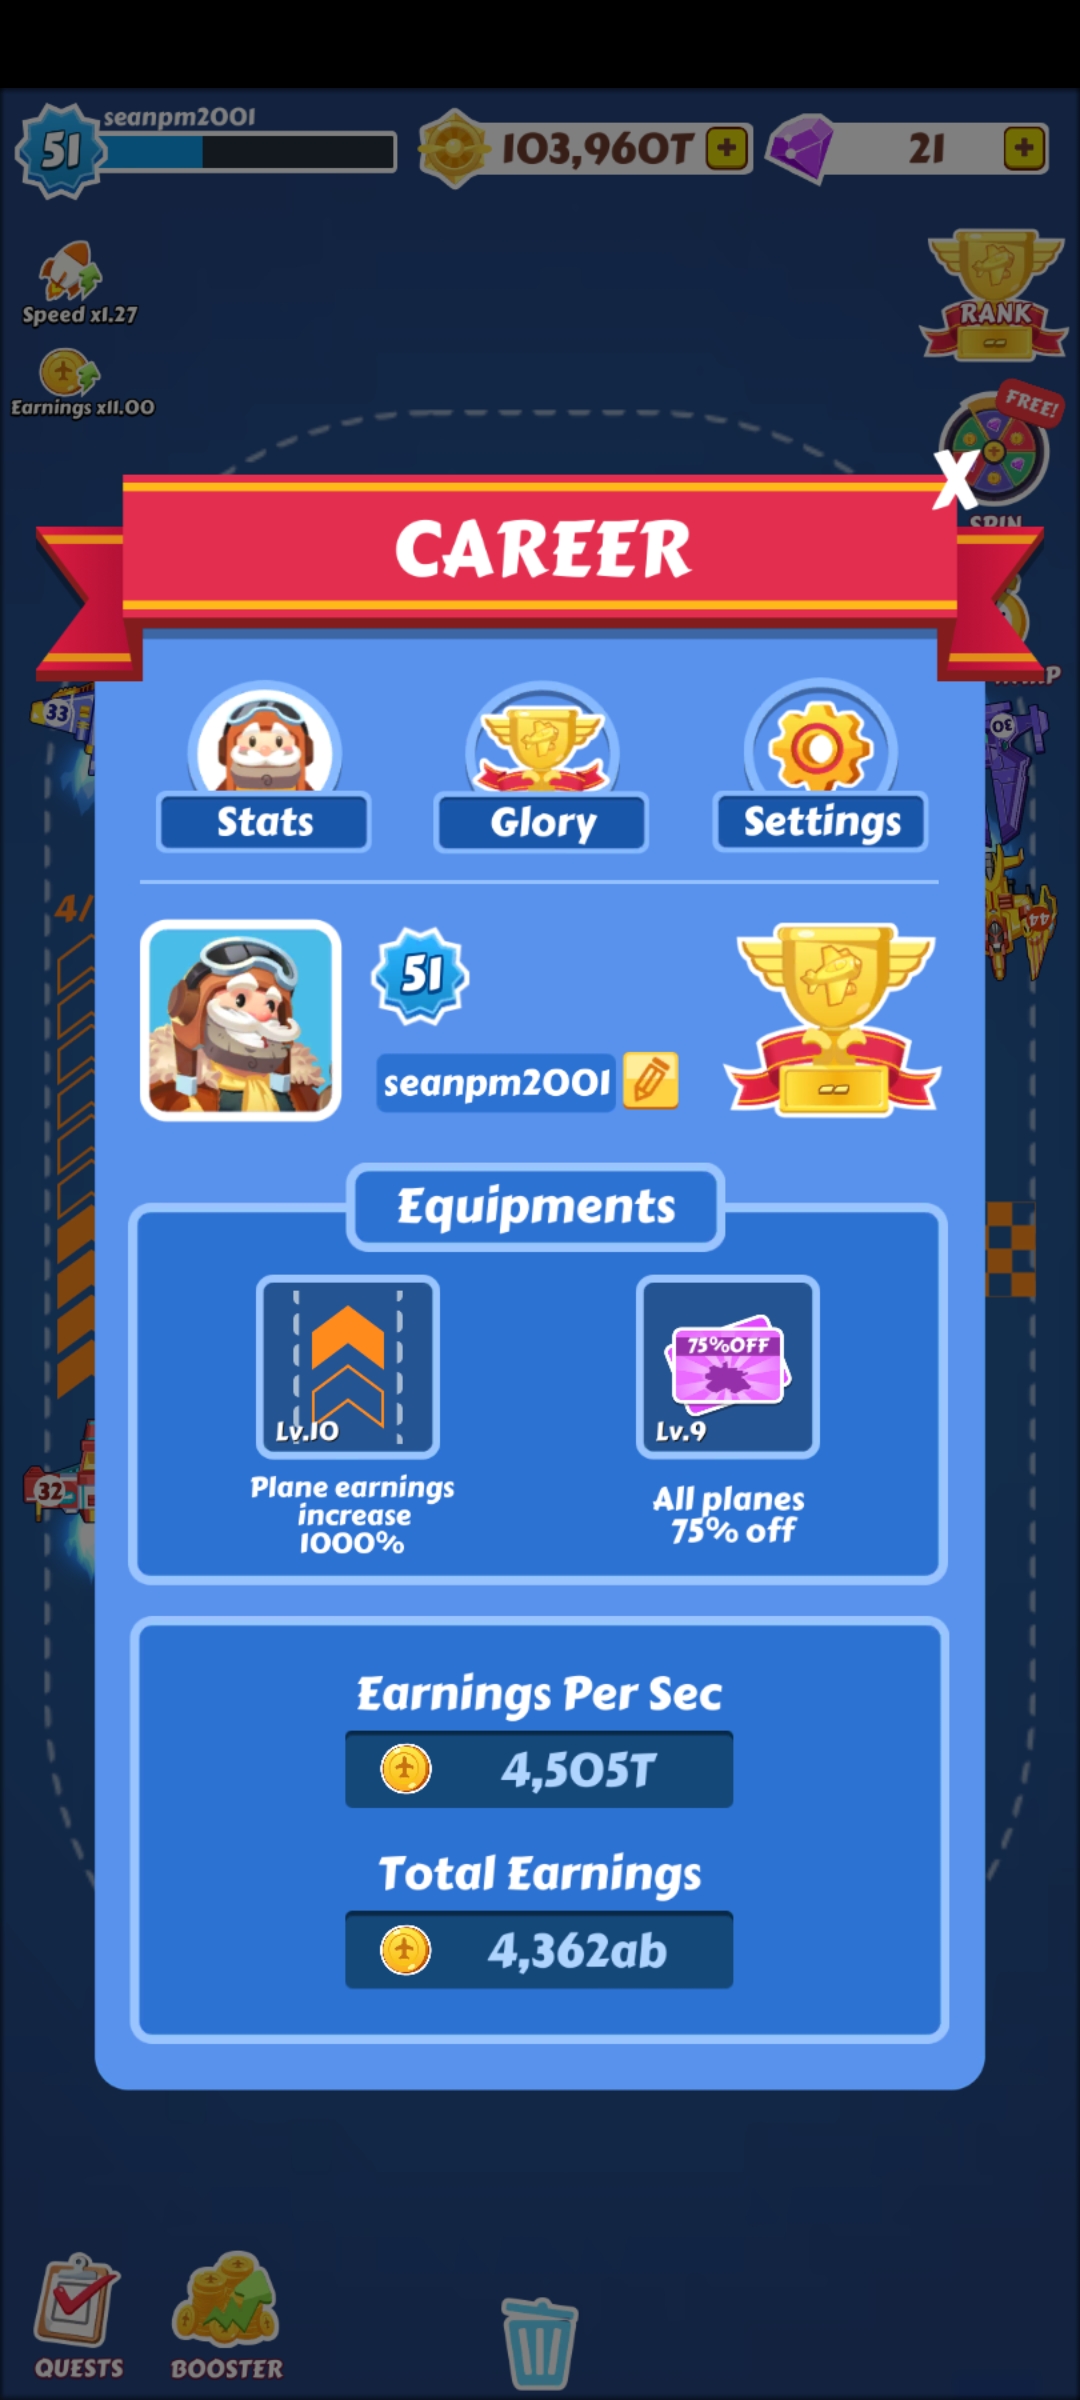 seanpm2001
51
103,960T
21
Speed x1.27
RANK
--
Earnings x11.00
FREE!
SPIN
CAREER
X
33
30
Stats
Glory
Settings
4/
44
51
seanpm2001
--
Equipments
75%OFF
Lv.10
Lv.9
Plane earnings
increase
1000%
All planes
75% off
32
Earnings Per Sec
4,505T
Total Earnings
4,362ab
QUESTS
BOOSTER